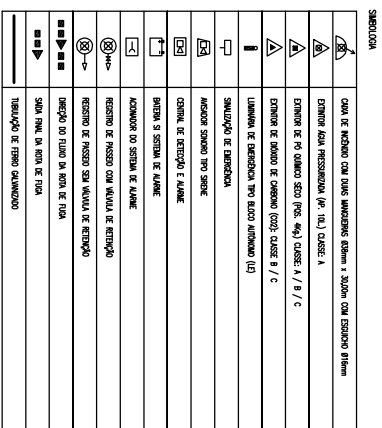 SIMBOLOGIA
CAIXA DE INCÊNDIO COM DUAS MANGUEIRAS Ø38mm x 30,00m COM ESGUICHO Ø16mm
EXTINTOR ÁGUA PRESSURIZADA (AP: 10L) CLASSE: A
EXTINTOR DE PÓ QUÍMICO SÊCO (PQS. 4Kg.) CLASSE: A / B / C
EXTINTOR DE DIÓXIDO DE CARBONO (CO2): CLASSE B / C
LUMINÁRIA DE EMERGÊNCIA TIPO BLOCO AUTÔNOMO (LE)
SINALIZAÇÃO DE EMERGÊNCIA
AVISADOR SONORO TIPO SIRENE
CENTRAL DE DETECÇÃO E ALARME
BATERIA S/ SISTEMA DE ALARME
ACIONADOR DO SISTEMA DE ALARME
REGISTRO DE PASSEIO COM VÁLVULA DE RETENÇÃO
REGISTRO DE PASSEIO SEM VÁLVULA DE RETENÇÃO
DIREÇÃO DO FLUXO DA ROTA DE FUGA
SAÍDA FINAL DA ROTA DE FUGA
TUBULAÇÃO DE FERRO GALVANIZADO